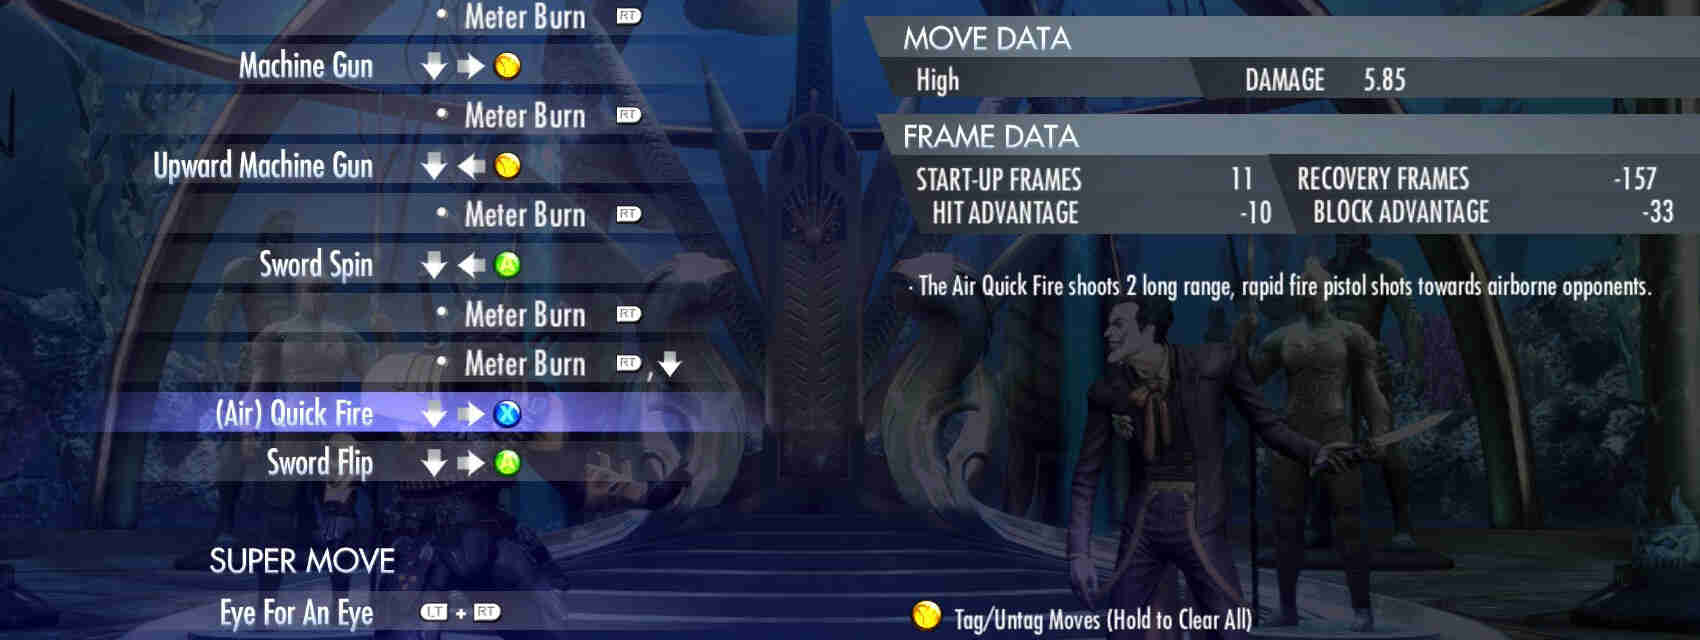 Meter Burn RT
Machine Gun Y
Meter Burn RT
Upward Machine Gun Y
Meter Burn RT
Sword Spin A
Meter Burn RT
Meter Burn RT ,
(Air) Quick Fire X
Sword Flip A
SUPER MOVE
Eye For An Eye LT + RT
MOVE DATA
High DAMAGE 5.85
FRAME DATA
START-UP FRAMES 11 RECOVERY FRAMES -157
HIT ADVANTAGE -10 BLOCK ADVANTAGE -33
· The Air Quick Fire shoots 2 long range, rapid fire pistol shots towards airborne opponents.
Y Tag/Untag Moves (Hold to Clear All)